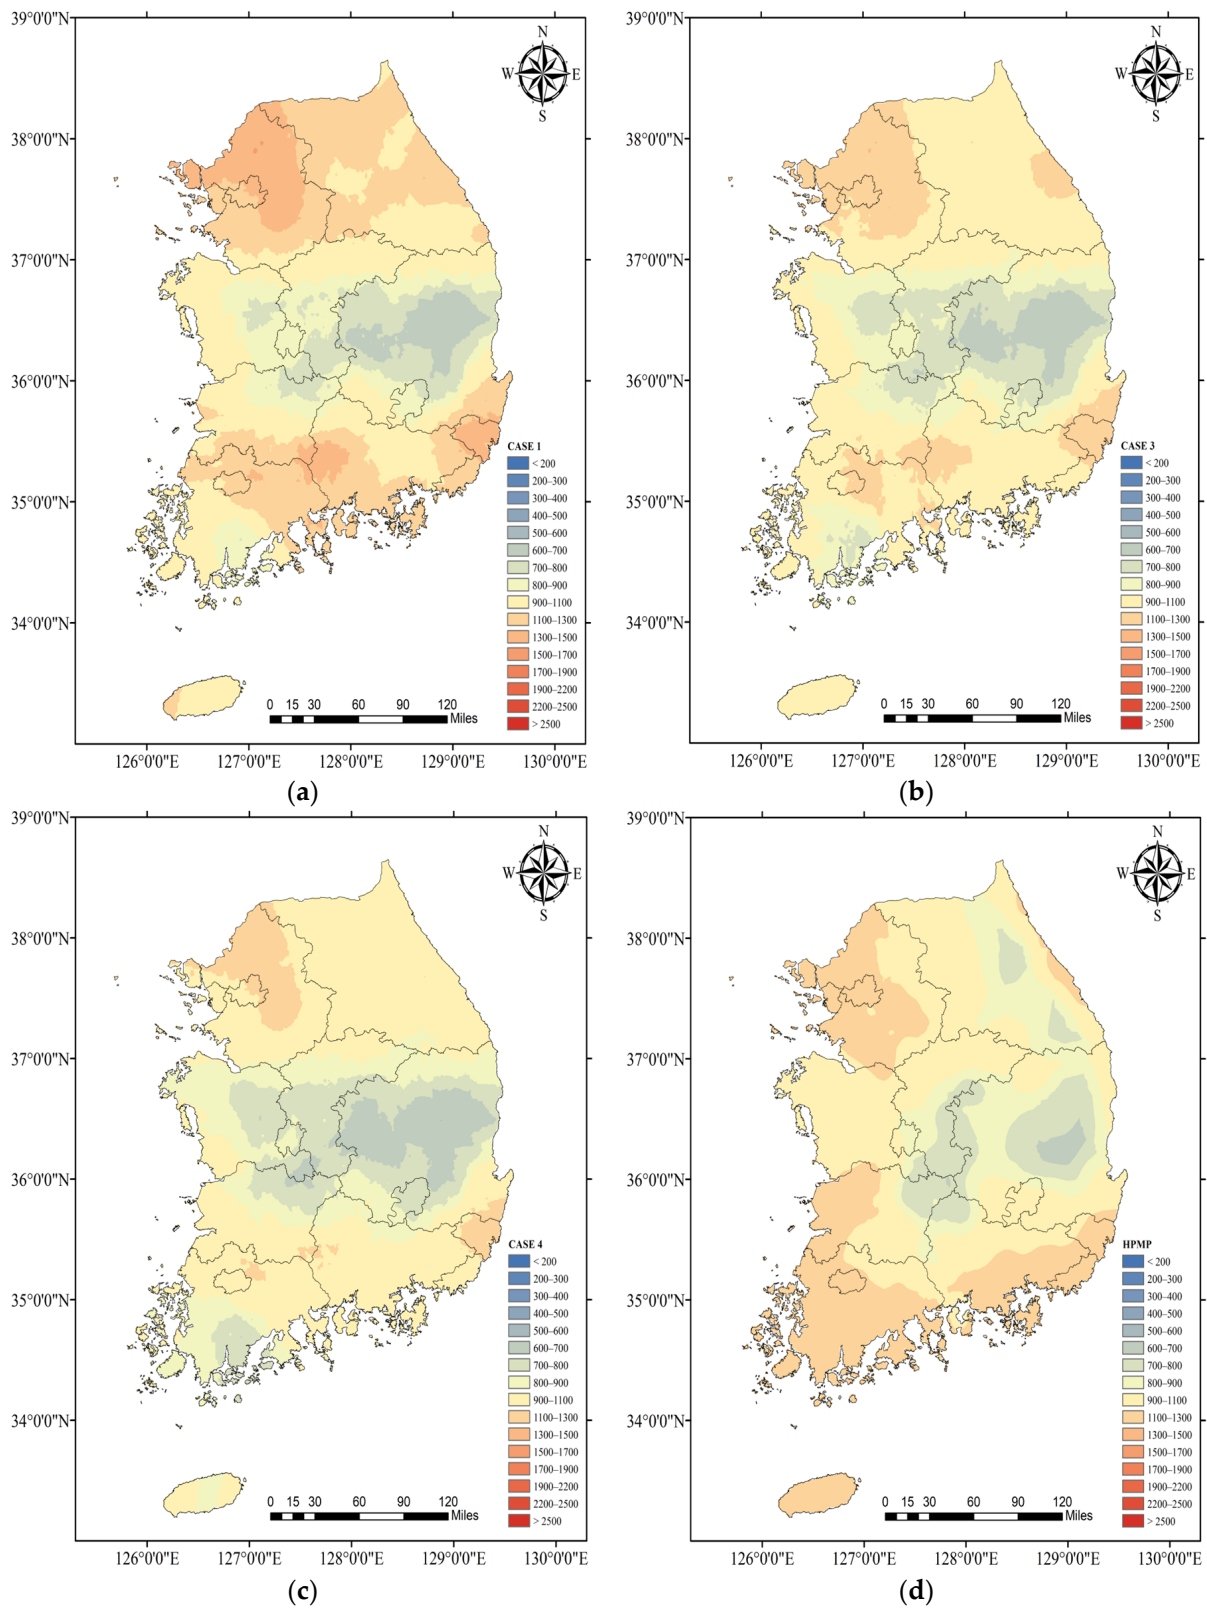 39°0'0"N
38°0'0"N
37°0'0"N
36°0'0"N
35°0'0"N
34°0'0"N
N
W E
S
CASE 1
< 200
200–300
300–400
400–500
500–600
600–700
700–800
800–900
900–1100
1100–1300
1300–1500
1500–1700
1700–1900
1900–2200
2200–2500
> 2500
0 15 30 60 90 120
Miles
126°0'0"E 127°0'0"E 128°0'0"E 129°0'0"E 130°0'0"E
(a)
39°0'0"N
38°0'0"N
37°0'0"N
36°0'0"N
35°0'0"N
34°0'0"N
N
W E
S
CASE 3
< 200
200–300
300–400
400–500
500–600
600–700
700–800
800–900
900–1100
1100–1300
1300–1500
1500–1700
1700–1900
1900–2200
2200–2500
> 2500
0 15 30 60 90 120
Miles
126°0'0"E 127°0'0"E 128°0'0"E 129°0'0"E 130°0'0"E
(b)
39°0'0"N
38°0'0"N
37°0'0"N
36°0'0"N
35°0'0"N
34°0'0"N
N
W E
S
CASE 4
< 200
200–300
300–400
400–500
500–600
600–700
700–800
800–900
900–1100
1100–1300
1300–1500
1500–1700
1700–1900
1900–2200
2200–2500
> 2500
0 15 30 60 90 120
Miles
126°0'0"E 127°0'0"E 128°0'0"E 129°0'0"E 130°0'0"E
(c)
39°0'0"N
38°0'0"N
37°0'0"N
36°0'0"N
35°0'0"N
34°0'0"N
N
W E
S
HPMP
< 200
200–300
300–400
400–500
500–600
600–700
700–800
800–900
900–1100
1100–1300
1300–1500
1500–1700
1700–1900
1900–2200
2200–2500
> 2500
0 15 30 60 90 120
Miles
126°0'0"E 127°0'0"E 128°0'0"E 129°0'0"E 130°0'0"E
(d)